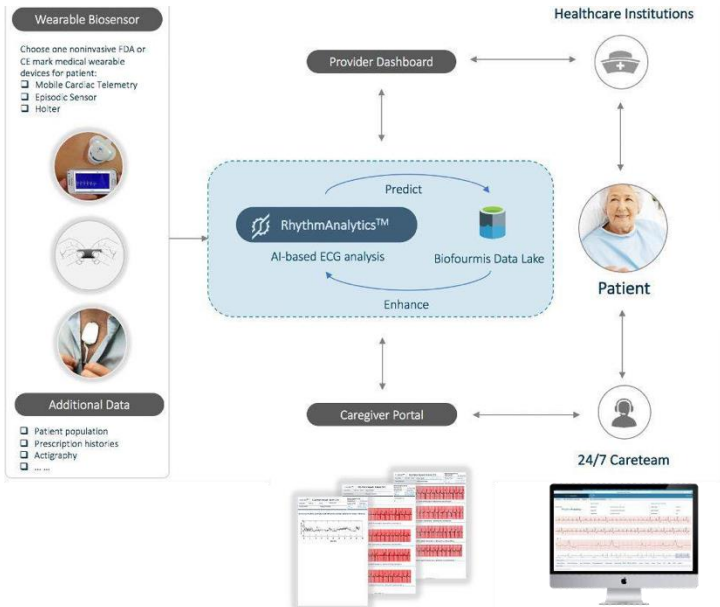 Wearable Biosensor
Choose one noninvasive FDA or
CE mark medical wearable
devices for patient:
❑ Mobile Cardiac Telemetry
❑ Episodic Sensor
❑ Holter
Additional Data
❑ Patient population
❑ Prescription histories
❑ Actigraphy
❑ ... ...
Provider Dashboard
Predict
RhythmAnalytics™
AI-based ECG analysis
Biofourmis Data Lake
Enhance
Caregiver Portal
Healthcare Institutions
Patient
24/7 Careteam